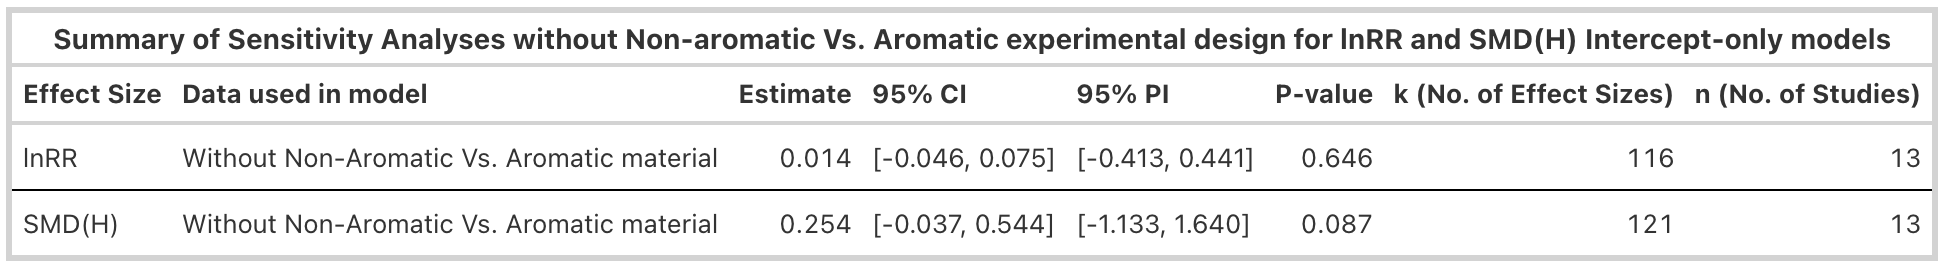 Summary of Sensitivity Analyses without Non-aromatic Vs. Aromatic experimental design for lnRR and SMD(H) Intercept-only models
Effect Size Data used in model Estimate 95% CI 95% PI P-value k (No. of Effect Sizes) n (No. of Studies)
lnRR Without Non-Aromatic Vs. Aromatic material 0.014 [-0.046, 0.075] [-0.413, 0.441] 0.646 116 13
SMD(H) Without Non-Aromatic Vs. Aromatic material 0.254 [-0.037, 0.544] [-1.133, 1.640] 0.087 121 13